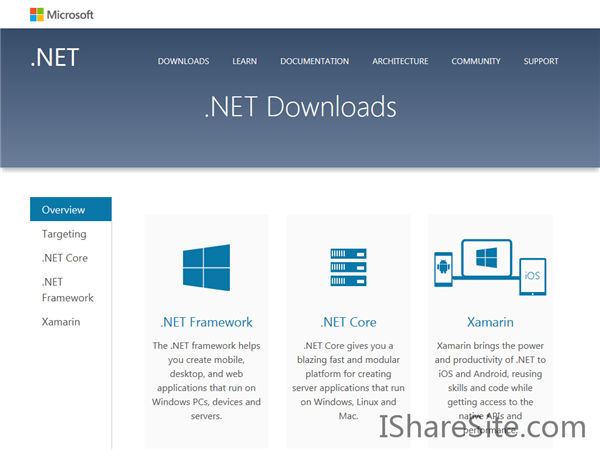 Microsoft
.NET
DOWNLOADS LEARN DOCUMENTATION ARCHITECTURE COMMUNITY SUPPORT
.NET Downloads
Overview
Targeting
.NET Core
.NET
Framework
Xamarin
.NET Framework
The .NET framework helps
you create mobile,
desktop, and web
applications that run on
Windows PCs, devices and
servers.
.NET Core
.NET Core gives you a
blazing fast and modular
platform for creating
server applications that run
on Windows, Linux and
Mac.
iOS
Xamarin
Xamarin brings the power
and productivity of .NET to
iOS and Android, reusing
skills and code while
getting access to the
native APIs and
performance.
IShareSite.com